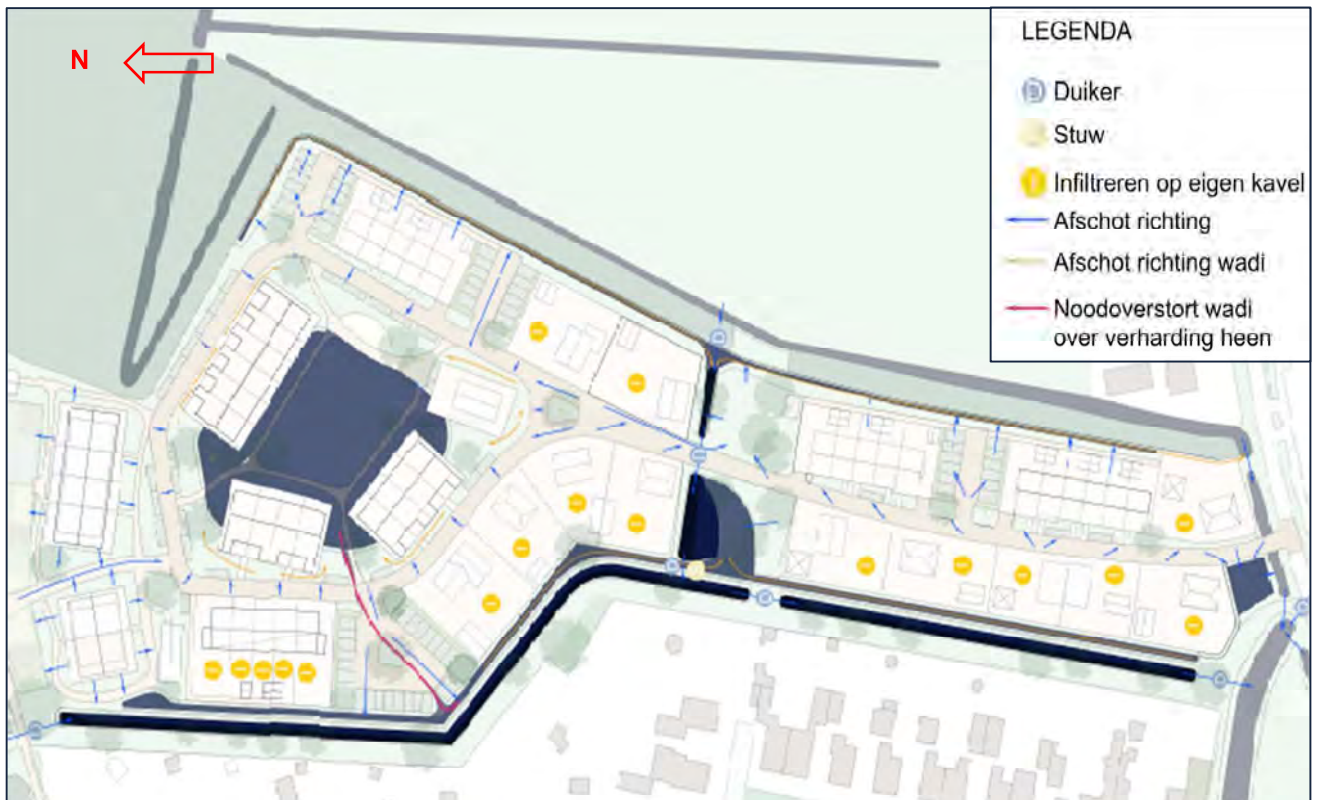 N
LEGENDA
Duiker
Stuw
Infiltreren op eigen kavel
Afschot richting
Afschot richting wadi
Noodoverstort wadi
over verharding heen